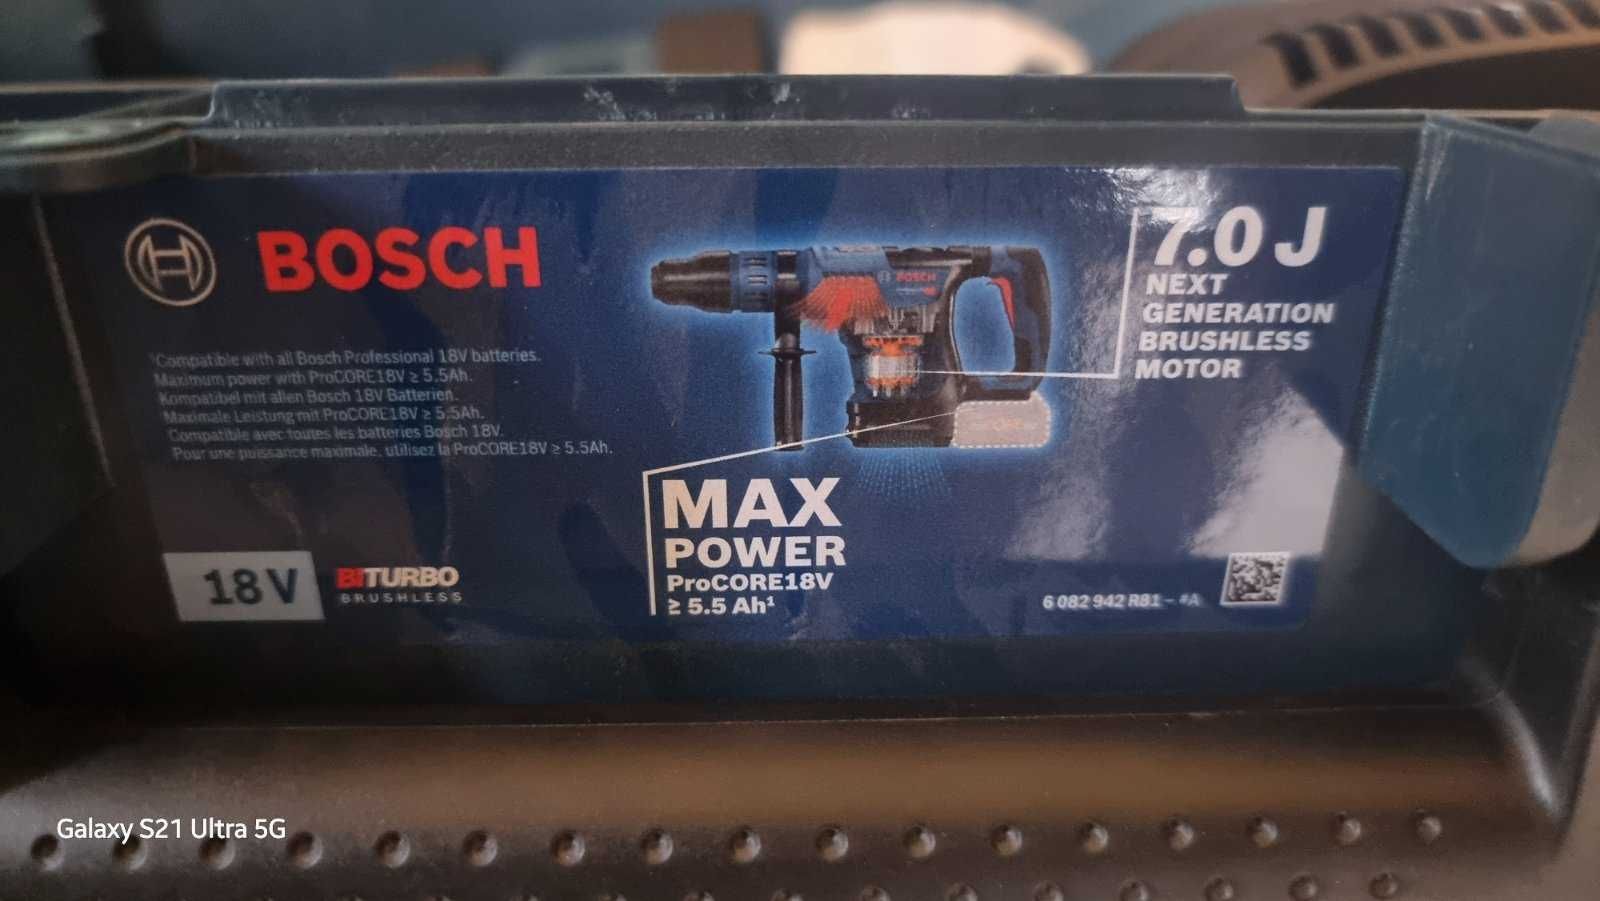 BOSCH
¹Compatible with all Bosch Professional 18V batteries.
Maximum power with ProCORE18V ≥ 5.5Ah.
Kompatibel mit allen Bosch 18V Batterien.
Maximale Leistung mit ProCORE18V ≥ 5.5Ah.
Compatible avec toutes les batteries Bosch 18V.
Pour une puissance maximale, utilisez la ProCORE18V ≥ 5.5Ah.
18V
BITURBO
BRUSHLESS
BOSCH
7.0 J
NEXT
GENERATION
BRUSHLESS
MOTOR
MAX
POWER
ProCORE18V
≥ 5.5 Ah¹
6 082 942 R81 – #A
Galaxy S21 Ultra 5G